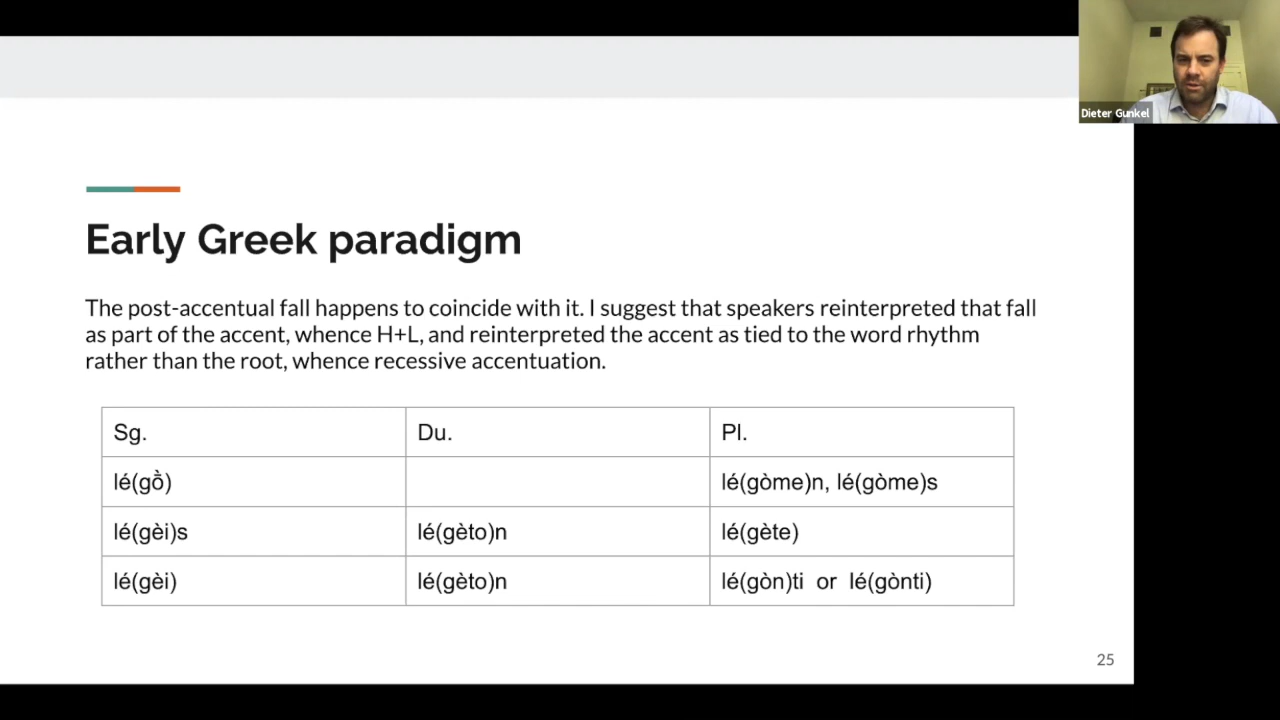 Dieter Gunkel
Early Greek paradigm
The post-accentual fall happens to coincide with it. I suggest that speakers reinterpreted that fall
as part of the accent, whence H+L, and reinterpreted the accent as tied to the word rhythm
rather than the root, whence recessive accentuation.
Sg. Du. Pl.
lé(gṑ) lé(gòme)n, lé(gòme)s
lé(gèi)s lé(gèto)n lé(gète)
lé(gèi) lé(gèto)n lé(gòn)ti or lé(gònti)
25